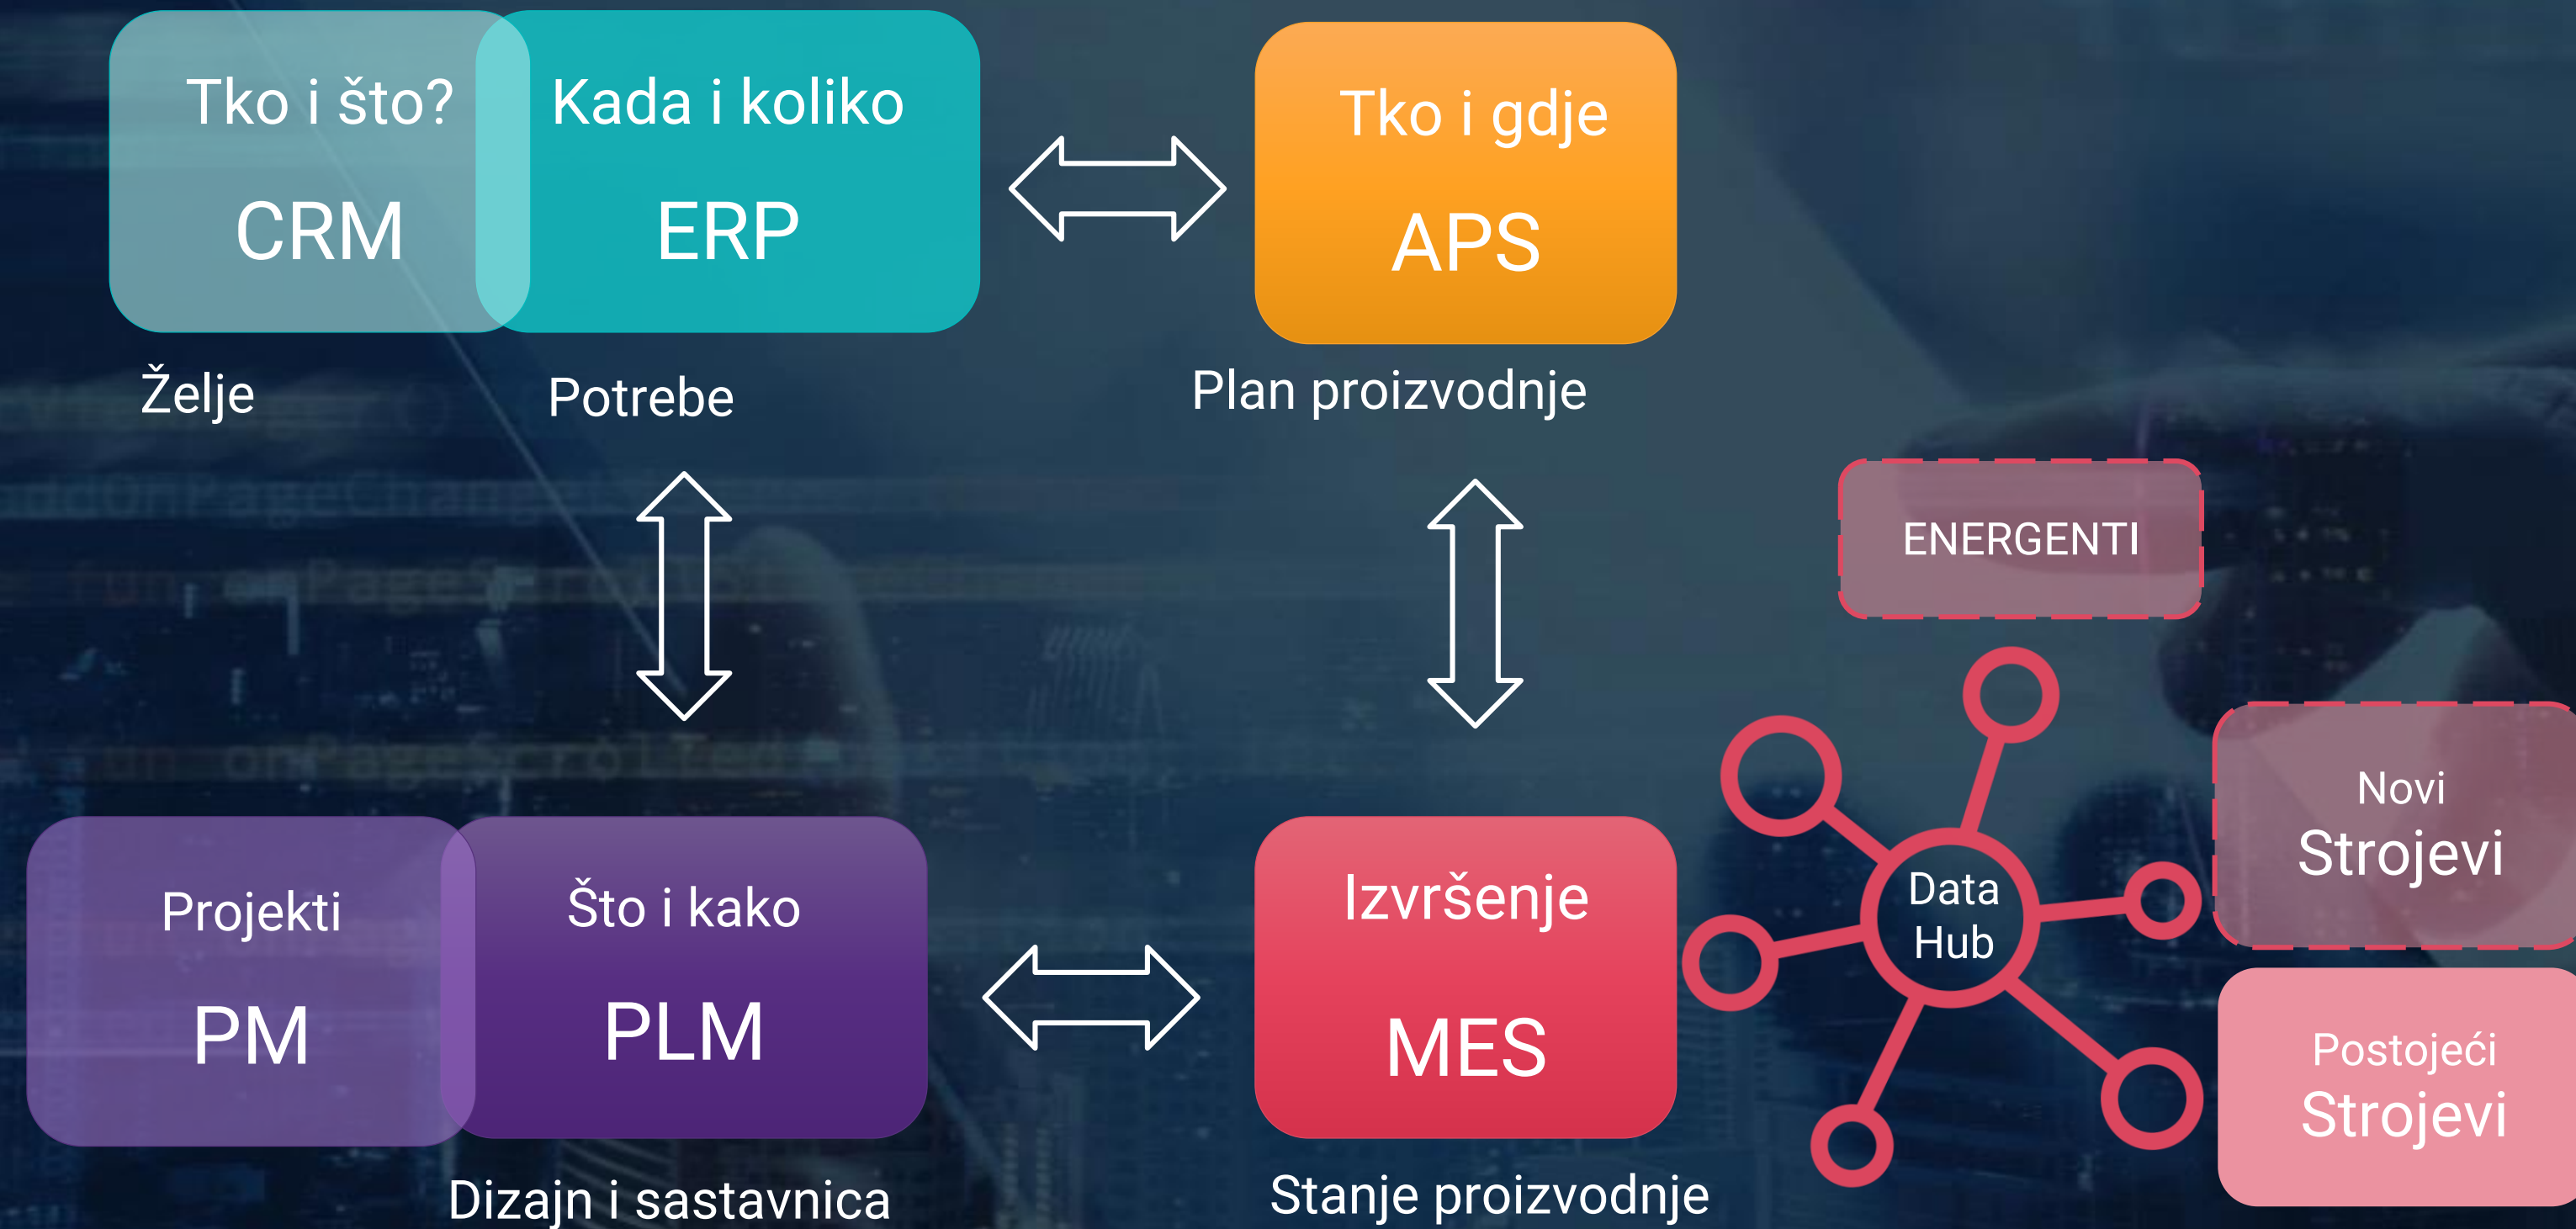 Tko i što?
CRM
Kada i koliko
ERP
Tko i gdje
APS
Želje
Potrebe
Plan proizvodnje
ENERGENTI
Novi
Strojevi
Data
Hub
Postojeći
Strojevi
Projekti
PM
Što i kako
PLM
Izvršenje
MES
Dizajn i sastavnica
Stanje proizvodnje